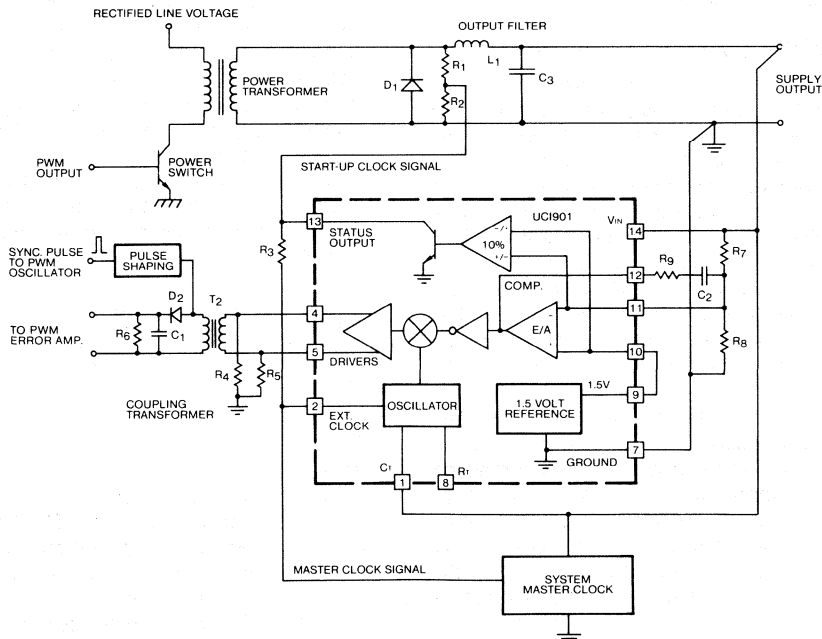 RECTIFIED LINE VOLTAGE
OUTPUT FILTER
R1
L1
C3
POWER
TRANSFORMER
D1
R2
SUPPLY
OUTPUT
PWM
OUTPUT
POWER
SWITCH
START-UP CLOCK SIGNAL
UCI901
VIN
13
STATUS
OUTPUT
10%
−/·
+/−
14
R3
R7
SYNC. PULSE
TO PWM
OSCILLATOR
PULSE
SHAPING
12
R9
C2
COMP.
D2
T2
4
E/A
11
TO PWM
ERROR AMP.
R6
C1
5
DRIVERS
10
R8
R4
R5
1.5V
9
COUPLING
TRANSFORMER
2
EXT.
CLOCK
OSCILLATOR
1.5 VOLT
REFERENCE
GROUND
7
CT
RT
1
8
MASTER CLOCK SIGNAL
SYSTEM
MASTER CLOCK